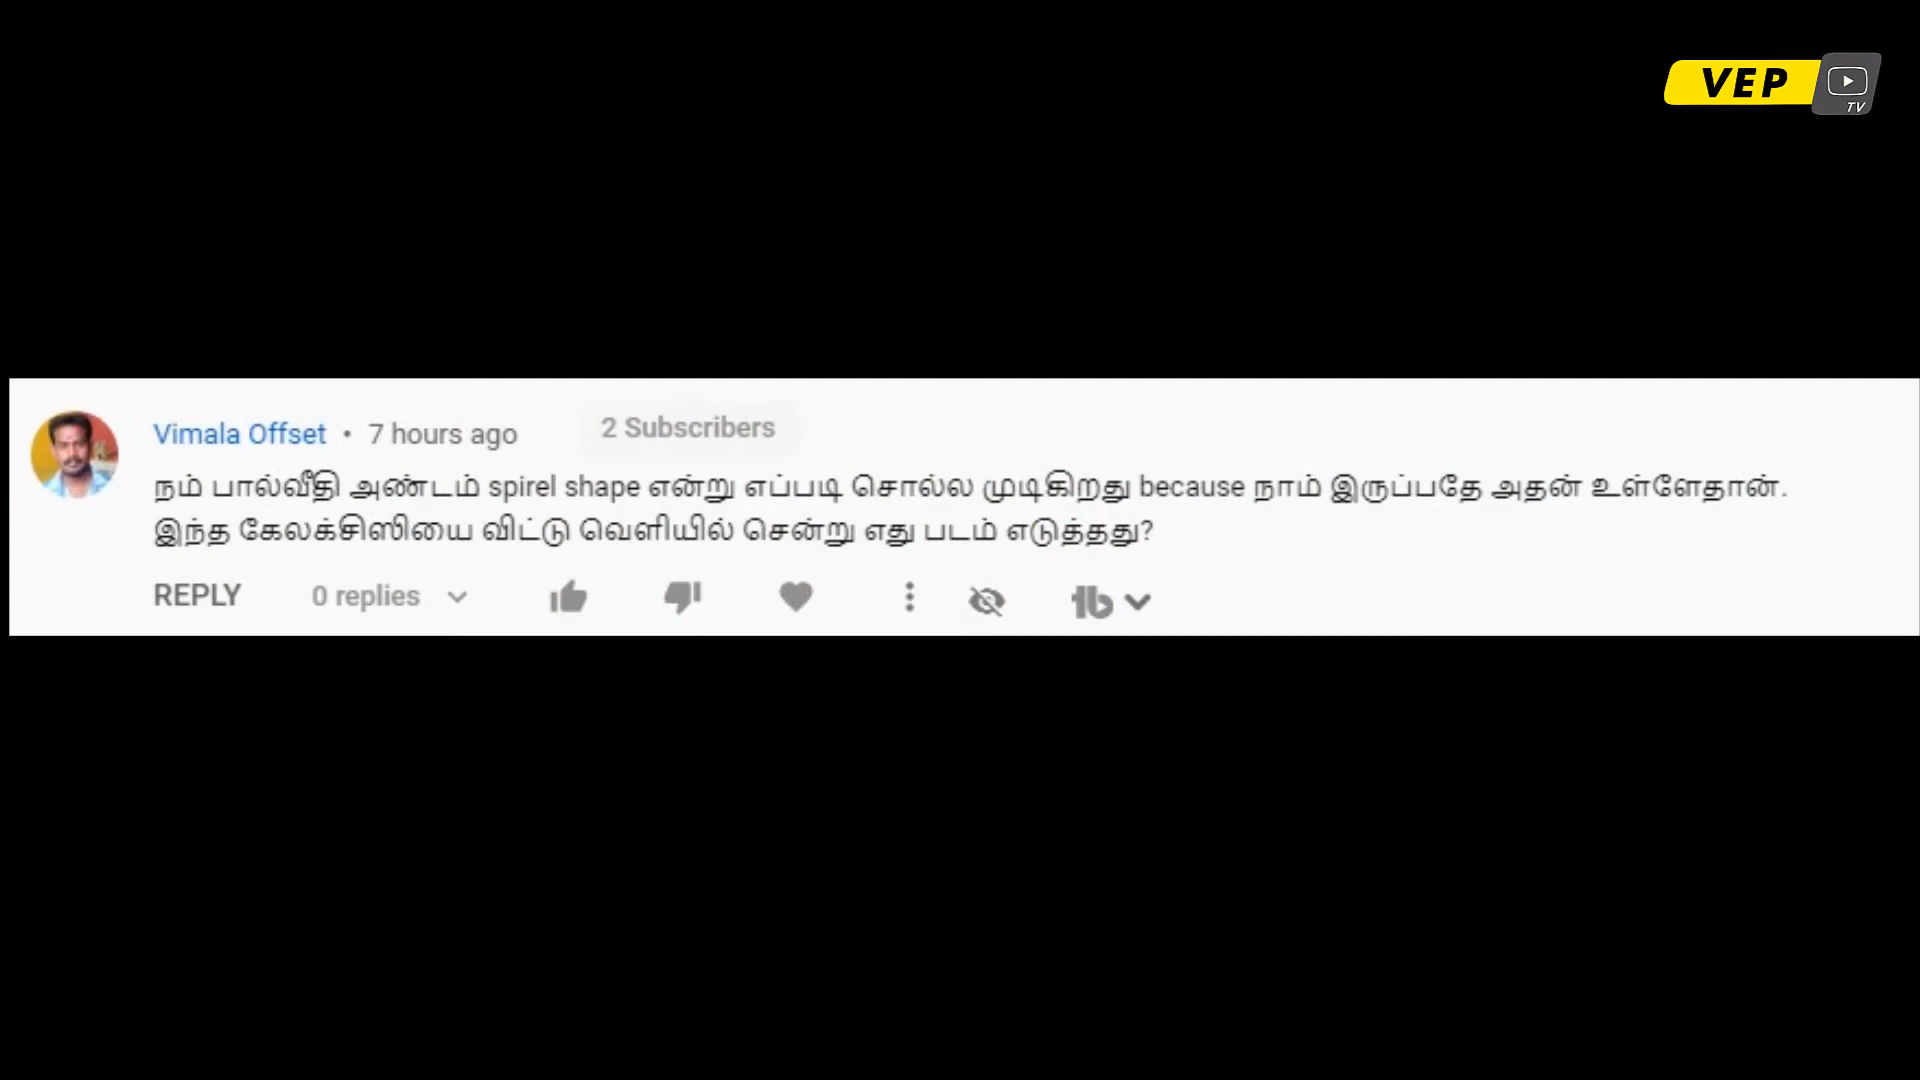 VEP
TV
Vimala Offset • 7 hours ago 2 Subscribers
நம் பால்வீதி அண்டம் spirel shape என்று எப்படி சொல்ல முடிகிறது because நாம் இருப்பதே அதன் உள்ளேதான்.
இந்த கேலக்சிஸியை விட்டு வெளியில் சென்று எது படம் எடுத்தது?
REPLY 0 replies